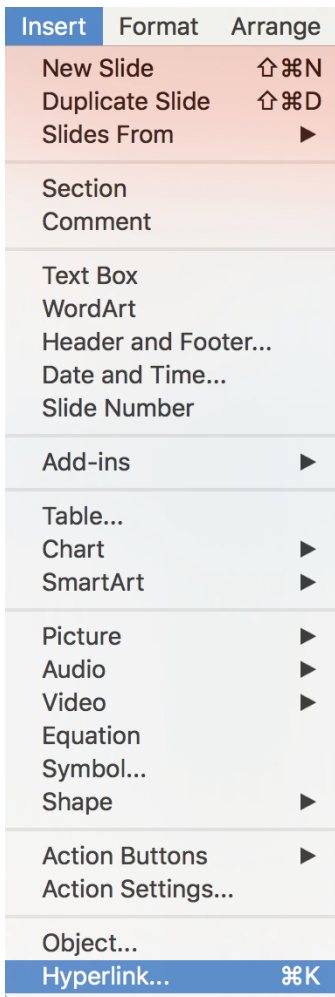 Insert Format Arrange
New Slide ⇧⌘N
Duplicate Slide ⇧⌘D
Slides From ▶
Section
Comment
Text Box
WordArt
Header and Footer...
Date and Time...
Slide Number
Add-ins ▶
Table...
Chart ▶
SmartArt ▶
Picture ▶
Audio ▶
Video ▶
Equation
Symbol...
Shape ▶
Action Buttons ▶
Action Settings...
Object...
Hyperlink... ⌘K